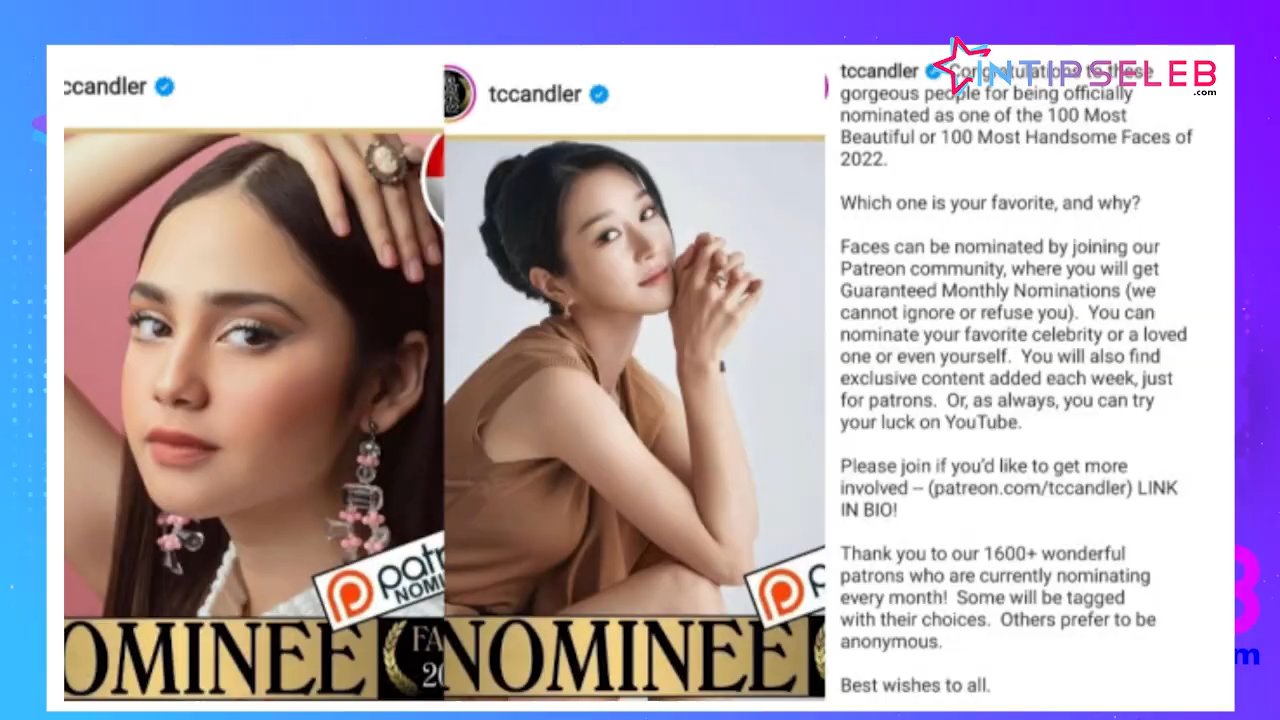 ccandler
tccandler
patr
NOMI
OMINEE
FA
20
P
NOMINEE
INTIPSELEB
.com
tccandler Congratulations to these
gorgeous people for being officially
nominated as one of the 100 Most
Beautiful or 100 Most Handsome Faces of
2022.
Which one is your favorite, and why?
Faces can be nominated by joining our
Patreon community, where you will get
Guaranteed Monthly Nominations (we
cannot ignore or refuse you). You can
nominate your favorite celebrity or a loved
one or even yourself. You will also find
exclusive content added each week, just
for patrons. Or, as always, you can try
your luck on YouTube.
Please join if you'd like to get more
involved -- (patreon.com/tccandler) LINK
IN BIO!
Thank you to our 1600+ wonderful
patrons who are currently nominating
every month! Some will be tagged
with their choices. Others prefer to be
anonymous.
Best wishes to all.
m